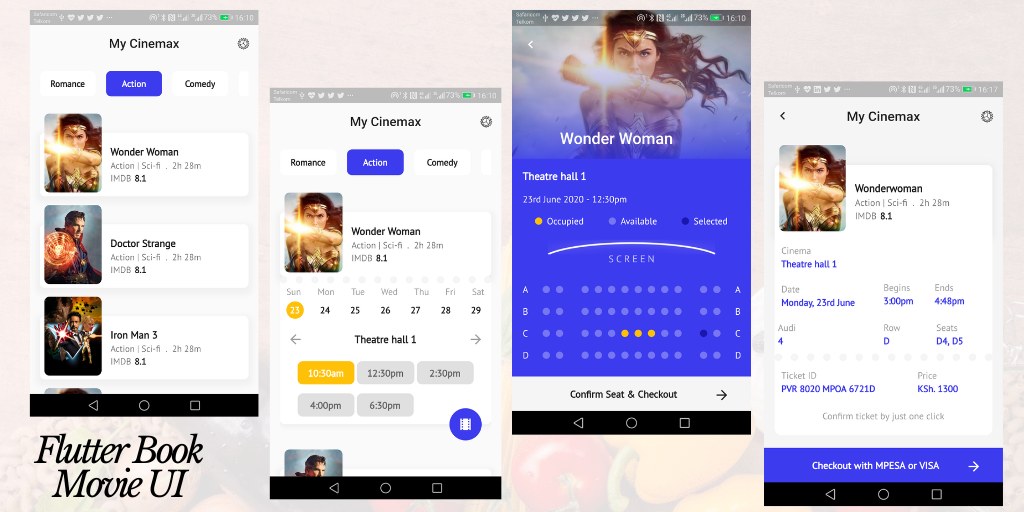 Safaricom
Telkom
73% 16:10
My Cinemax
Romance Action Comedy
Wonder Woman
Action | Sci-fi . 2h 28m
IMDB 8.1
Doctor Strange
Action | Sci-fi . 2h 28m
IMDB 8.1
Iron Man 3
Action | Sci-fi . 2h 28m
IMDB 8.1
Flutter Book
Movie UI
Safaricom
Telkom
73% 16:10
My Cinemax
Romance Action Comedy
Wonder Woman
Action | Sci-fi . 2h 28m
IMDB 8.1
Sun Mon Tue Wed Thu Fri Sat
23 24 25 26 27 28 29
Theatre hall 1
10:30am 12:30pm 2:30pm
4:00pm 6:30pm
Safaricom
Telkom
73% 16:10
Wonder Woman
Theatre hall 1
23rd June 2020 - 12:30pm
Occupied Available Selected
SCREEN
A A
B B
C C
D D
Confirm Seat & Checkout
Safaricom
Telkom
73% 16:17
My Cinemax
Wonderwoman
Action | Sci-fi . 2h 28m
IMDB 8.1
Cinema
Theatre hall 1
Date Begins Ends
Monday, 23rd June 3:00pm 4:48pm
Audi Row Seats
4 D D4, D5
Ticket ID Price
PVR 8020 MPOA 6721D KSh. 1300
Confirm ticket by just one click
Checkout with MPESA or VISA